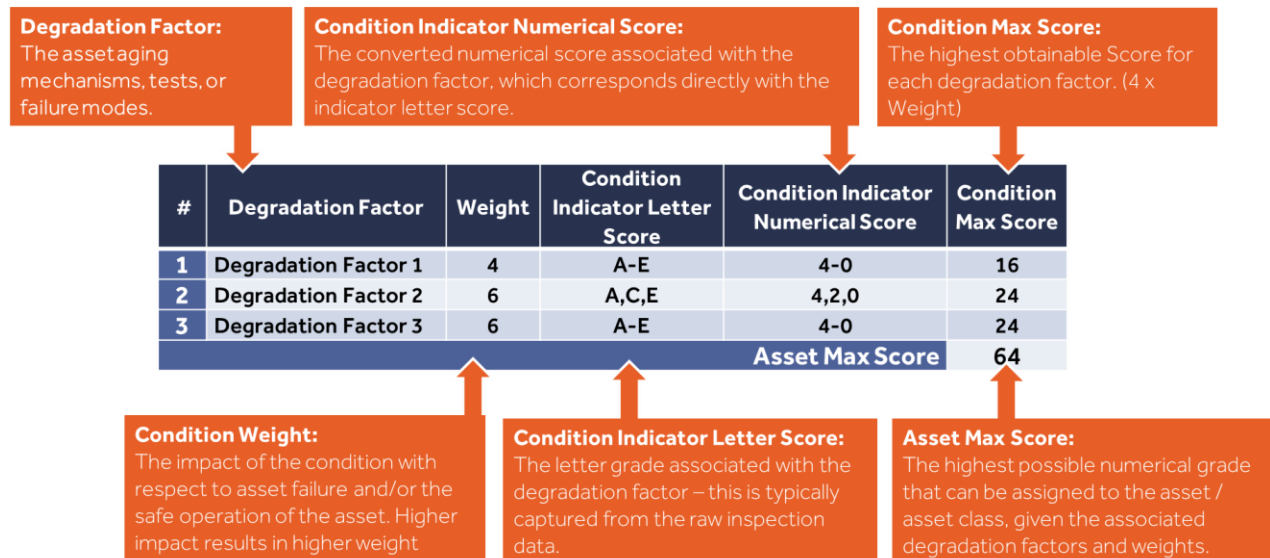 Degradation Factor:
The asset aging
mechanisms, tests, or
failure modes.
Condition Indicator Numerical Score:
The converted numerical score associated with the
degradation factor, which corresponds directly with the
indicator letter score.
Condition Max Score:
The highest obtainable Score for
each degradation factor. (4 x
Weight)
# Degradation Factor Weight Condition Indicator Letter Score Condition Indicator Numerical Score Condition Max Score
1 Degradation Factor 1 4 A-E 4-0 16
2 Degradation Factor 2 6 A,C,E 4,2,0 24
3 Degradation Factor 3 6 A-E 4-0 24
Asset Max Score 64
Condition Weight:
The impact of the condition with
respect to asset failure and/or the
safe operation of the asset. Higher
impact results in higher weight
Condition Indicator Letter Score:
The letter grade associated with the
degradation factor – this is typically
captured from the raw inspection
data.
Asset Max Score:
The highest possible numerical grade
that can be assigned to the asset /
asset class, given the associated
degradation factors and weights.